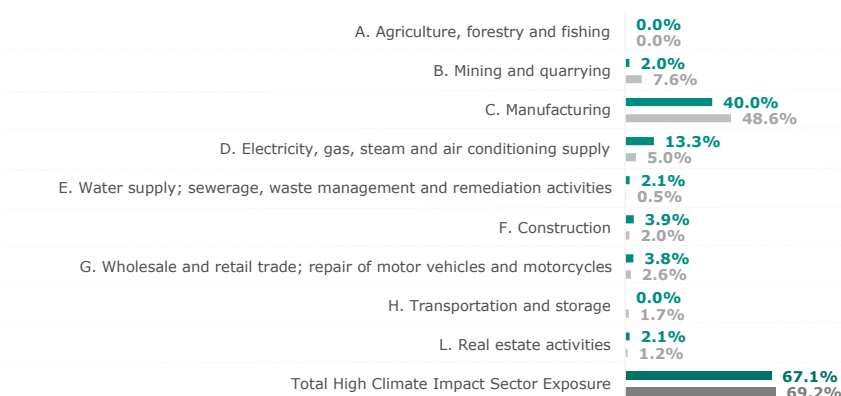 A. Agriculture, forestry and fishing
0.0%
0.0%
B. Mining and quarrying
2.0%
7.6%
C. Manufacturing
40.0%
48.6%
D. Electricity, gas, steam and air conditioning supply
13.3%
5.0%
E. Water supply; sewerage, waste management and remediation activities
2.1%
0.5%
F. Construction
3.9%
2.0%
G. Wholesale and retail trade; repair of motor vehicles and motorcycles
3.8%
2.6%
H. Transportation and storage
0.0%
1.7%
L. Real estate activities
2.1%
1.2%
Total High Climate Impact Sector Exposure
67.1%
69.2%